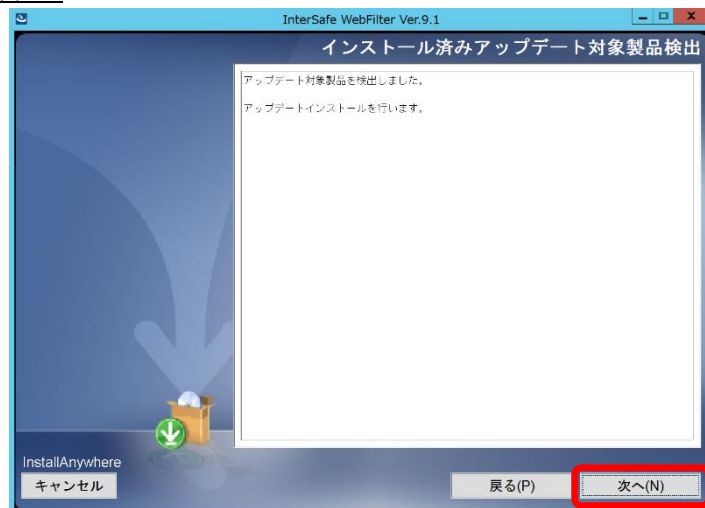 InterSafe WebFilter Ver.9.1
インストール済みアップデート対象製品検出
アップデート対象製品を検出しました。
アップデートインストールを行います。
InstallAnywhere
キャンセル
戻る(P)
次へ(N)